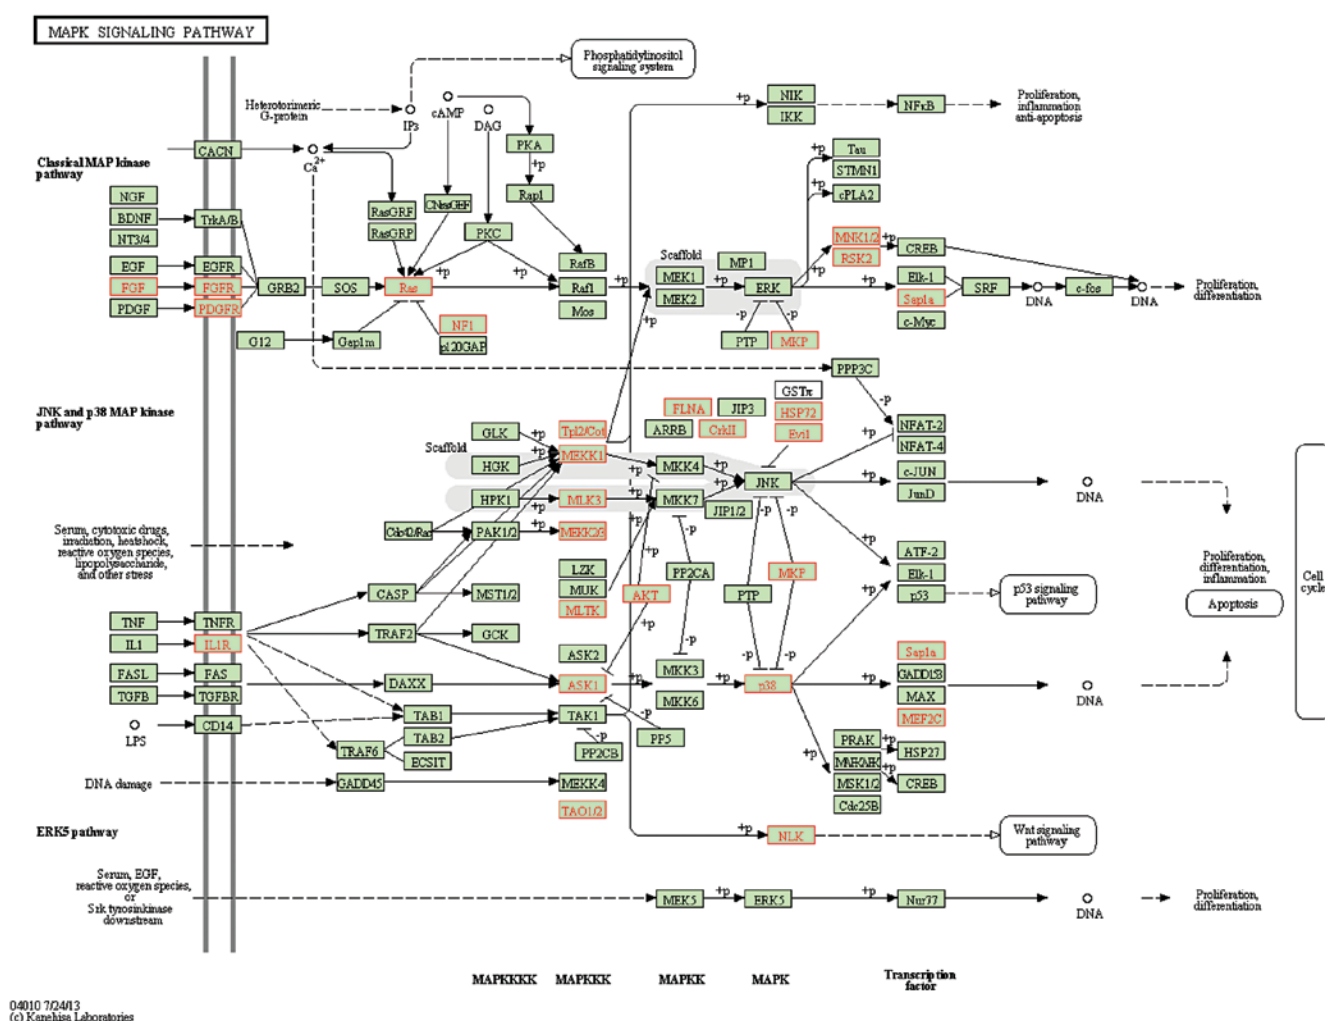 MAPK SIGNALING PATHWAY
Phosphatidylinositol
signaling system
Heterotorimeric
G-protein
IP3
cAMP
DAG
PKA
+p
Rap1
NIK
IKK
+p
NFκB
Proliferation,
inflammation
anti-apoptosis
Classical MAP kinase
pathway
CACN
Ca2+
NGF
BDNF
NT3/4
TrkA/B
RasGRF
RasGRP
CNrasGEF
PKC
RafB
Tau
STMN1
cPLA2
+p
EGF
EGFR
FGF
FGFR
PDGF
PDGFR
GRB2
SOS
Ras
+p
+p
Raf1
Mos
+p
Scaffold
MEK1
MEK2
+p
MP1
ERK
+p
+p
MNK1/2
RSK2
+p
CREB
Elk-1
Sap1a
c-Myc
SRF
DNA
c-fos
DNA
Proliferation,
differentiation
G12
Gap1m
NF1
p120GAP
+p
-p
-p
PTP
MKP
PPP3C
-p
JNK and p38 MAP kinase
pathway
Scaffold
GLK
HGK
HPK1
+p
+p
+p
Tpl2/Cot
MEKK1
MLK3
MEKK2/3
FLNA
JIP3
ARRB
CrkII
GSTπ
HSP72
Evi1
NFAT-2
NFAT-4
c-JUN
JunD
+p
+p
MKK4
MKK7
+p
+p
+p
JNK
JIP1/2
DNA
Serum, cytotoxic drugs,
irradiation, heatshock,
reactive oxygen species,
lipopolysaccharide,
and other stress
Cdc42/Rac
PAK1/2
+p
LZK
MUK
MLTK
+p
AKT
+p
-p
PP2CA
-p
-p
-p
PTP
MKP
+p
ATF-2
Elk-1
p53
p53 signaling
pathway
Proliferation,
differentiation,
inflammation
Apoptosis
Cell
cycle
CASP
MST1/2
TNF
TNFR
IL1
IL1R
TRAF2
GCK
ASK2
ASK1
+p
MKK3
MKK6
+p
-p
-p
p38
+p
Sap1a
GADD153
MAX
MEF2C
DNA
FASL
FAS
TGFB
TGFBR
DAXX
LPS
CD14
TAB1
TAB2
TRAF6
ECSIT
TAK1
-p
-p
PP2CB
PP5
+p
PRAK
MAPKAPK
MSK1/2
Cdc25B
+p
+p
HSP27
CREB
DNA damage
GADD45
MEKK4
TAO1/2
ERK5 pathway
+p
NLK
Wnt signaling
pathway
Serum, EGF,
reactive oxygen species,
or
Srk tyrosinkinase
downstream
MEK5
+p
ERK5
+p
Nur77
DNA
Proliferation,
differentiation
MAPKKKK
MAPKKK
MAPKK
MAPK
Transcription
factor
04010 7/24/13
(c) Kanehisa Laboratories